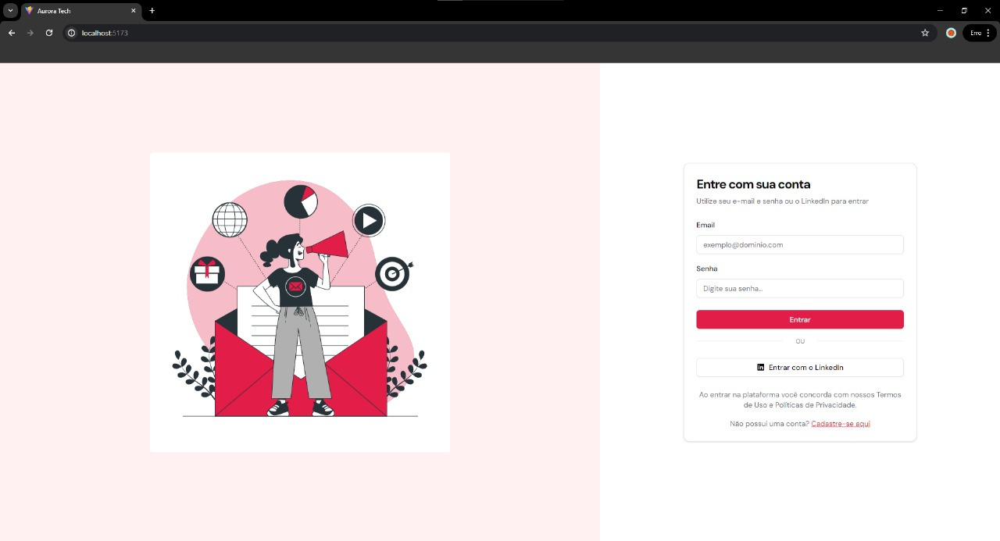 Aurora Tech
localhost:5173
Erro
Entre com sua conta
Utilize seu e-mail e senha ou o LinkedIn para entrar
Email
exemplo@dominio.com
Senha
Digite sua senha...
Entrar
OU
in Entrar com o LinkedIn
Ao entrar na plataforma você concorda com nossos Termos
de Uso e Políticas de Privacidade.
Não possui uma conta? Cadastre-se aqui